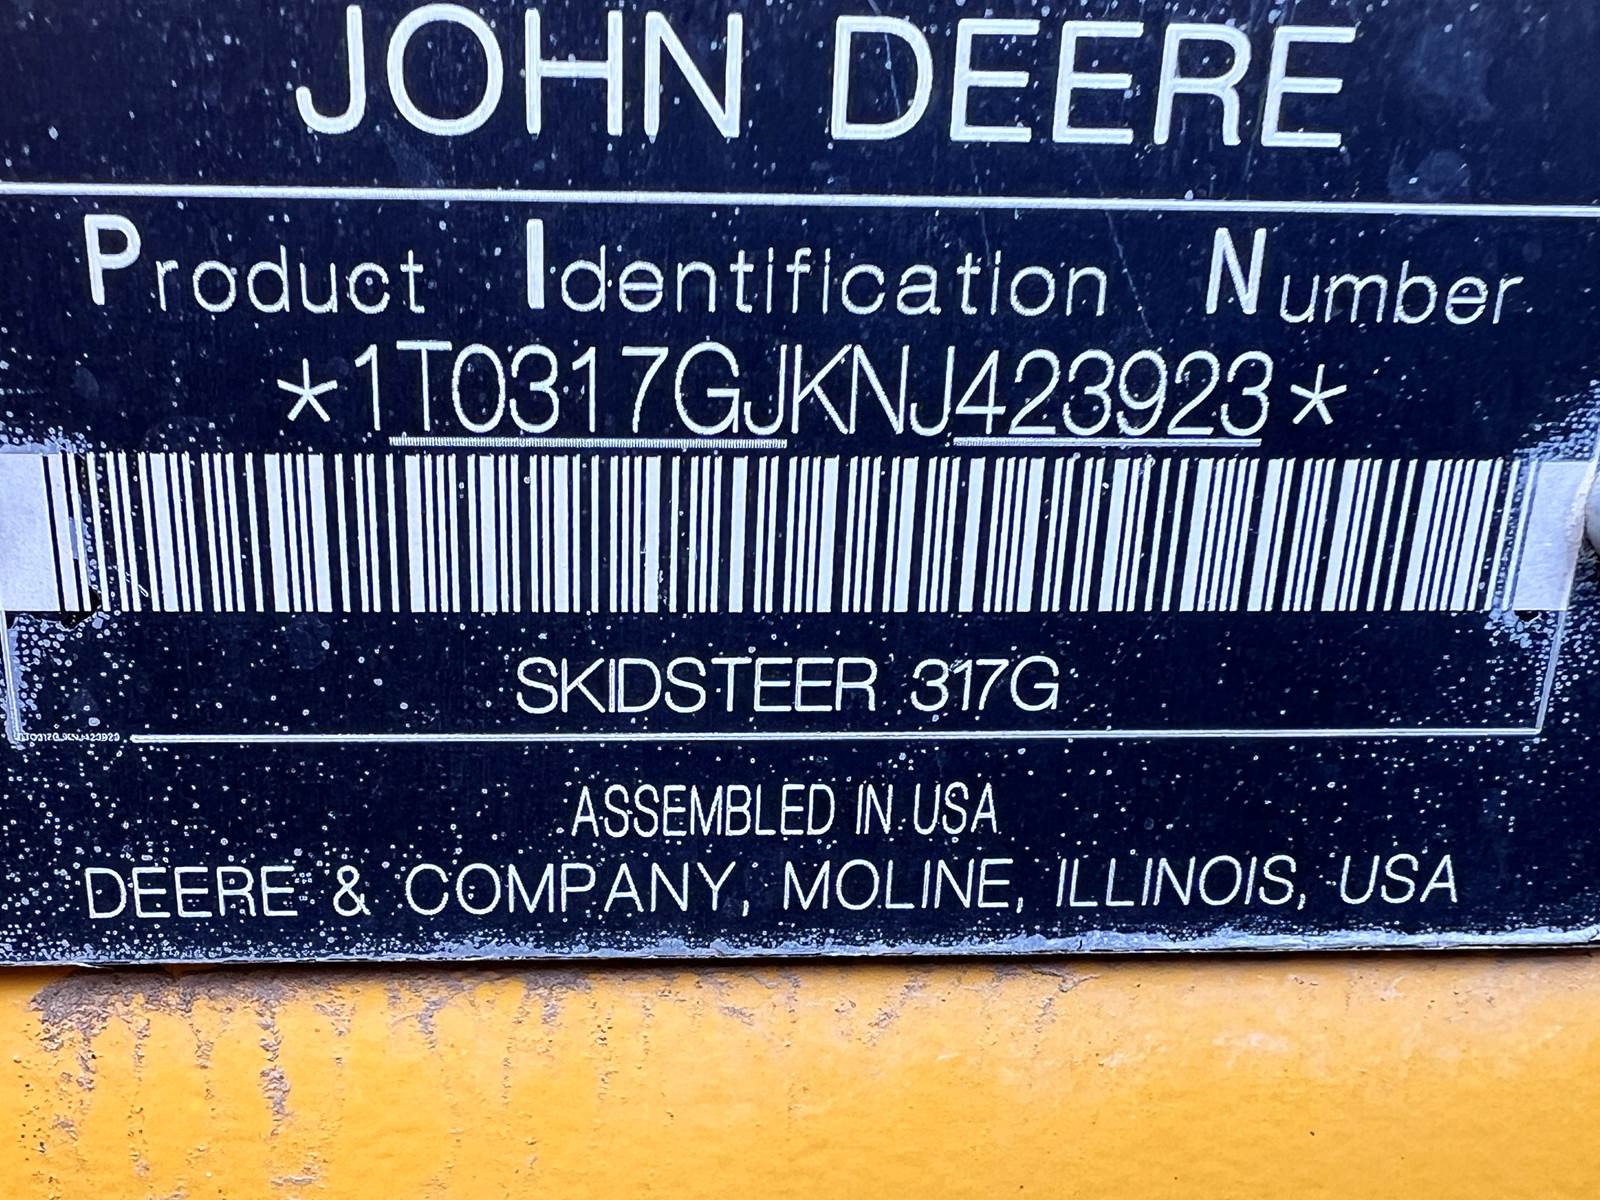 JOHN DEERE
Product Identification Number
*1T0317GJKNJ423923*
SKIDSTEER 317G
ASSEMBLED IN USA
DEERE & COMPANY, MOLINE, ILLINOIS, USA